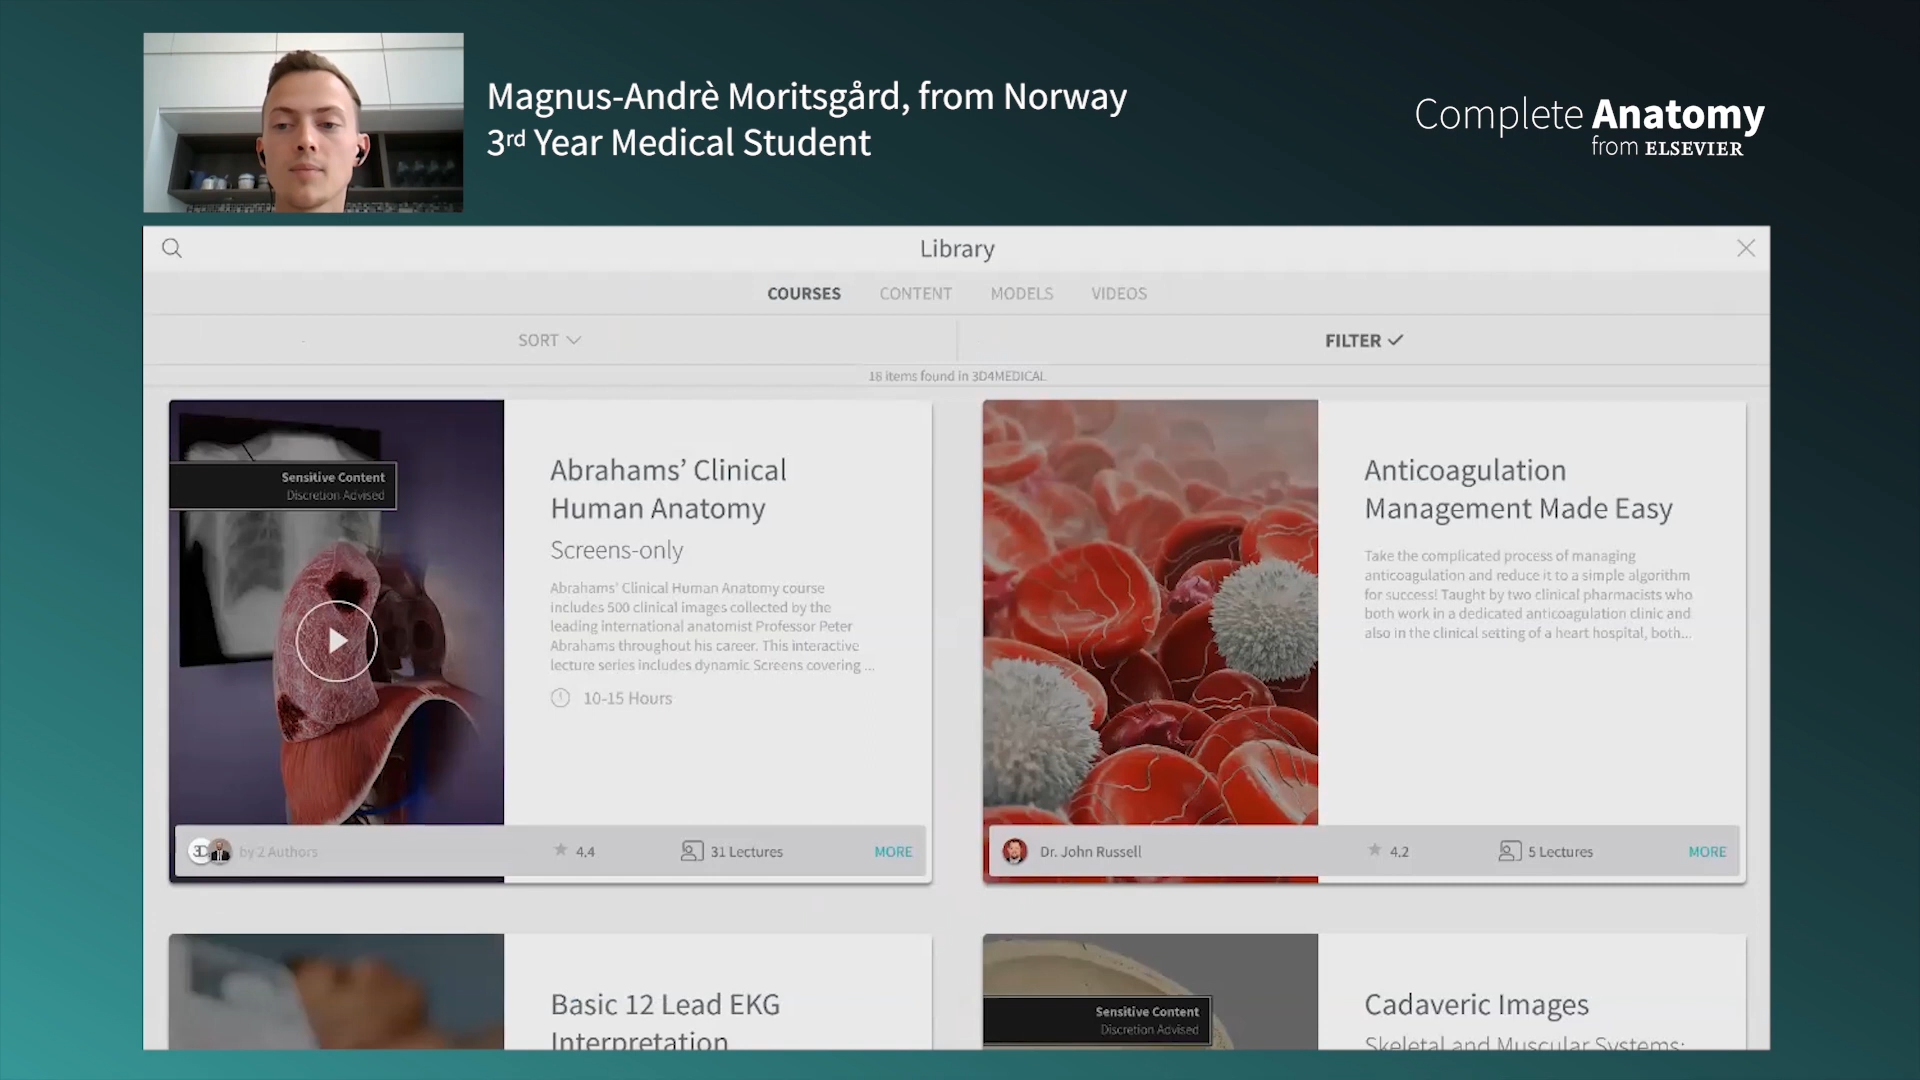 Magnus-Andrè Moritsgård, from Norway
3rd Year Medical Student
Complete Anatomy
from ELSEVIER
Library
COURSES CONTENT MODELS VIDEOS
SORT FILTER
18 items found in 3D4MEDICAL
Sensitive Content
Discretion Advised
Abrahams’ Clinical
Human Anatomy
Screens-only
Abrahams’ Clinical Human Anatomy course
includes 500 clinical images collected by the
leading international anatomist Professor Peter
Abrahams throughout his career. This interactive
lecture series includes dynamic Screens covering ...
10-15 Hours
3D by 2 Authors 4.4 31 Lectures MORE
Anticoagulation
Management Made Easy
Take the complicated process of managing
anticoagulation and reduce it to a simple algorithm
for success! Taught by two clinical pharmacists who
both work in a dedicated anticoagulation clinic and
also in the clinical setting of a heart hospital, both...
Dr. John Russell 4.2 5 Lectures MORE
Basic 12 Lead EKG
Interpretation
Sensitive Content
Discretion Advised
Cadaveric Images
Skeletal and Muscular Systems: